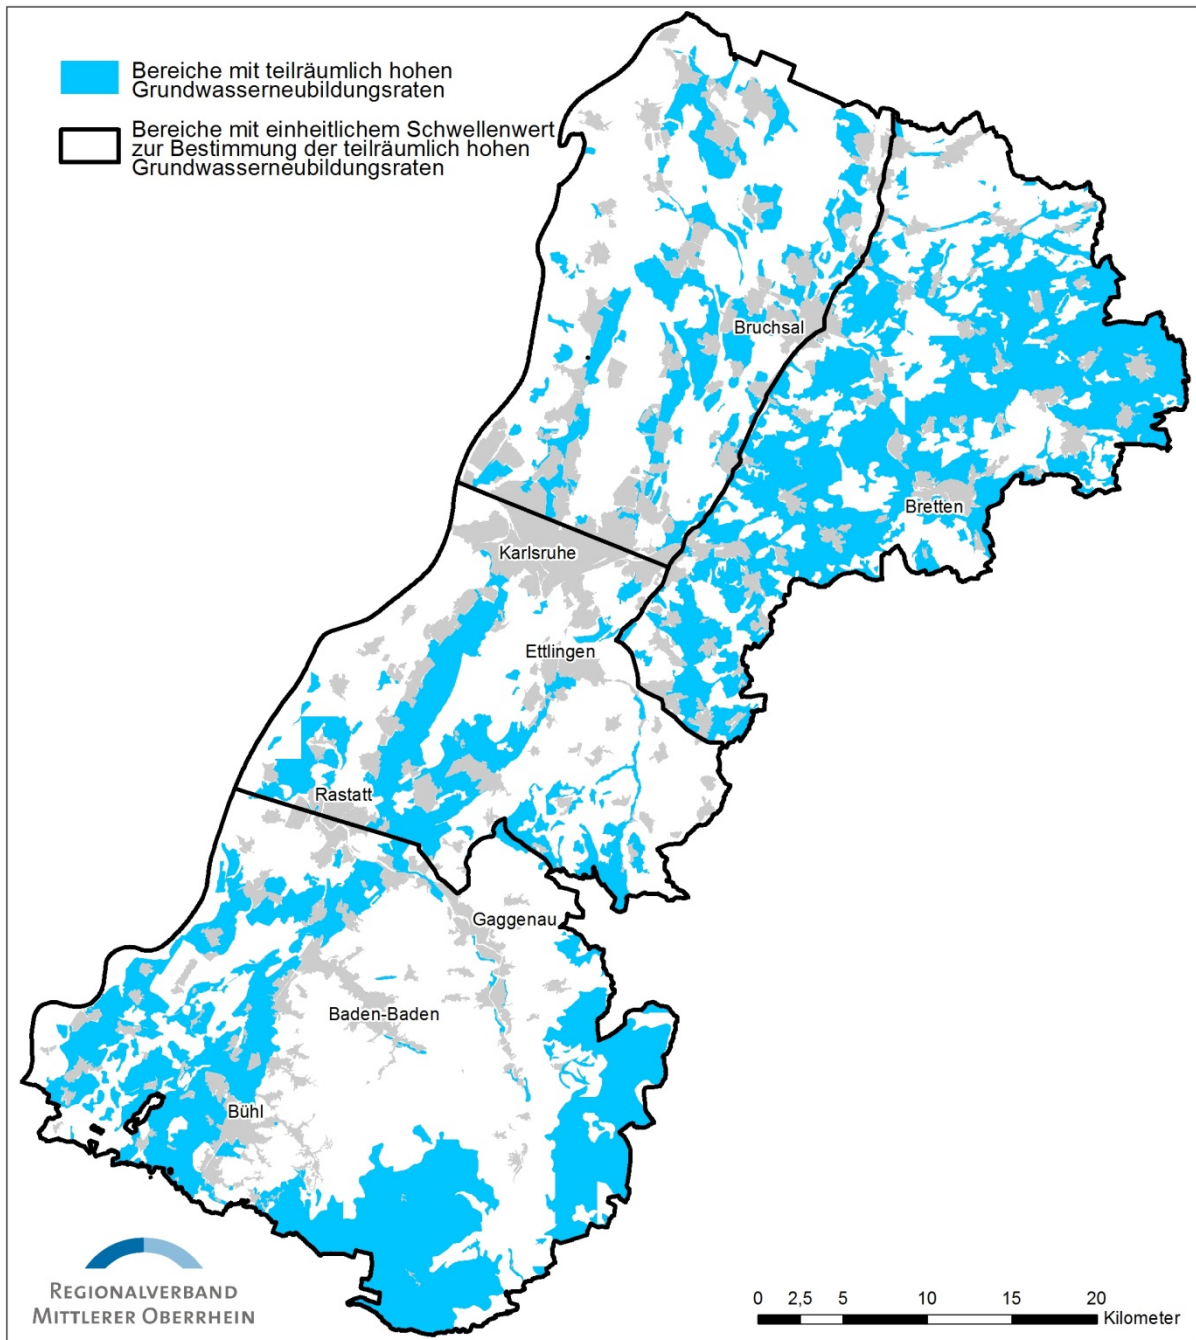 Bereiche mit teilräumlich hohen
Grundwasserneubildungsraten
Bereiche mit einheitlichem Schwellenwert
zur Bestimmung der teilräumlich hohen
Grundwasserneubildungsraten
Bruchsal
Bretten
Karlsruhe
Ettlingen
Rastatt
Gaggenau
Baden-Baden
Bühl
REGIONALVERBAND
MITTLERER OBERRHEIN
0 2,5 5 10 15 20
Kilometer